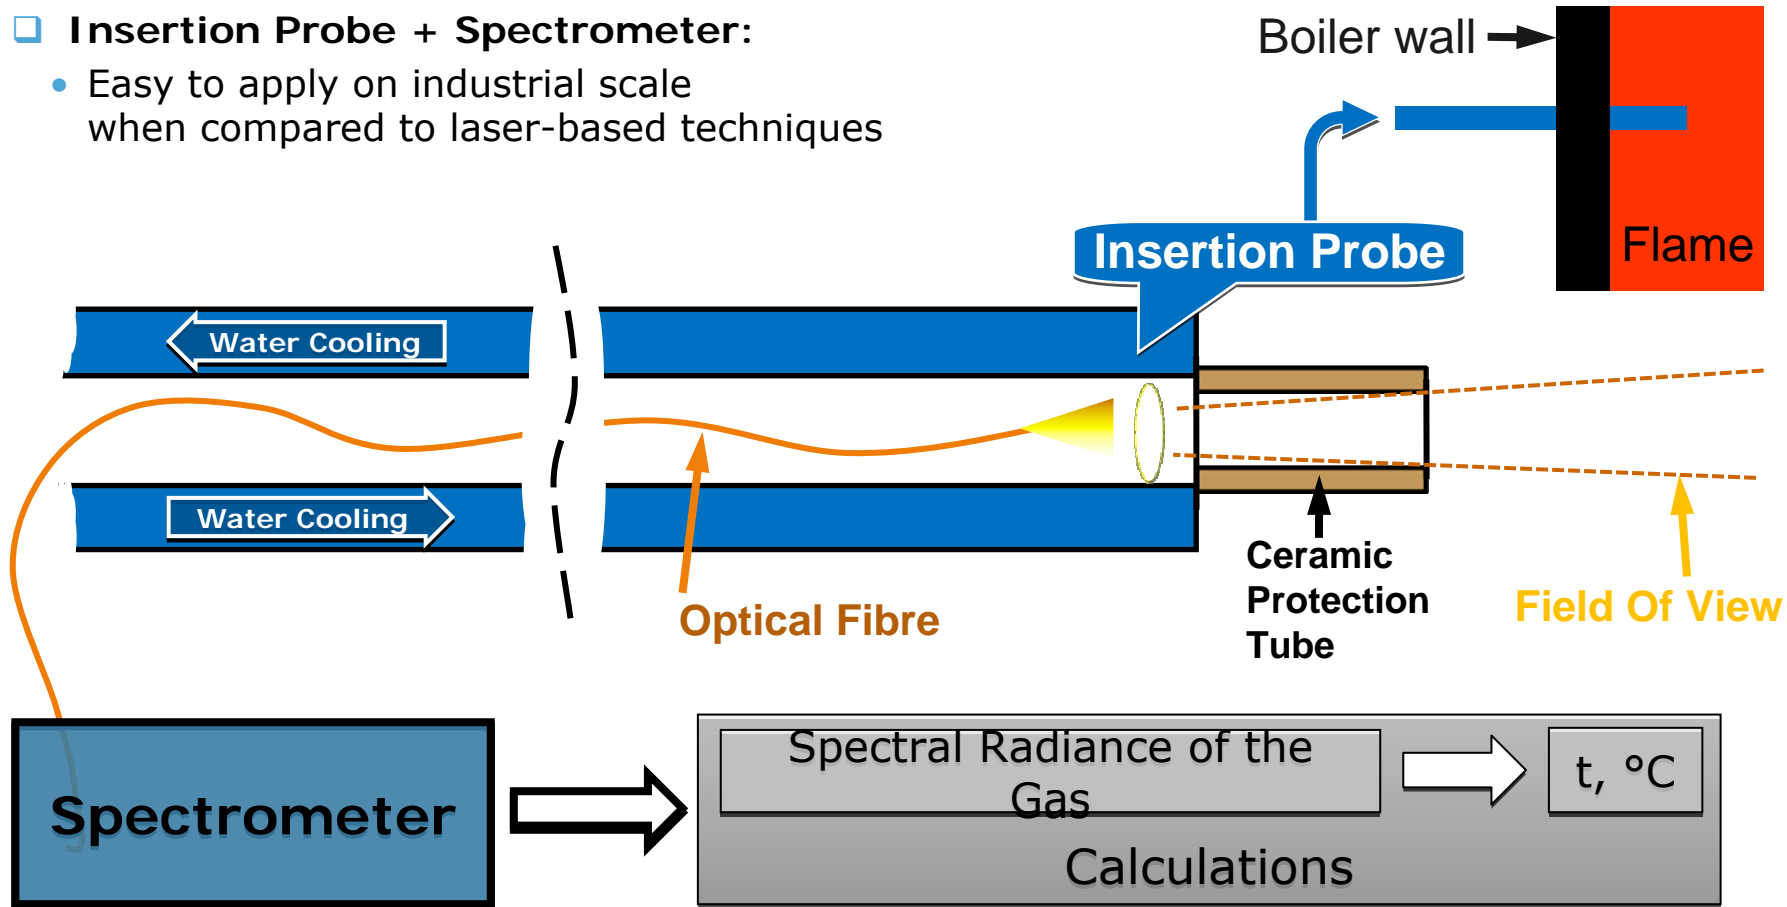 Insertion Probe + Spectrometer:
Easy to apply on industrial scale
when compared to laser-based techniques
Boiler wall
Flame
Insertion Probe
Water Cooling
Water Cooling
Optical Fibre
Ceramic
Protection
Tube
Field Of View
Spectrometer
Spectral Radiance of the
Gas
t, °C
Calculations